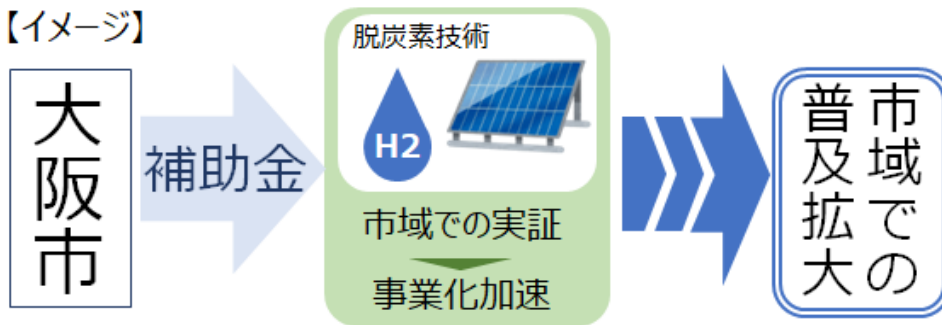 【イメージ】
大阪市
補助金
脱炭素技術
H2
市域での実証
事業化加速
市域での
普及拡大